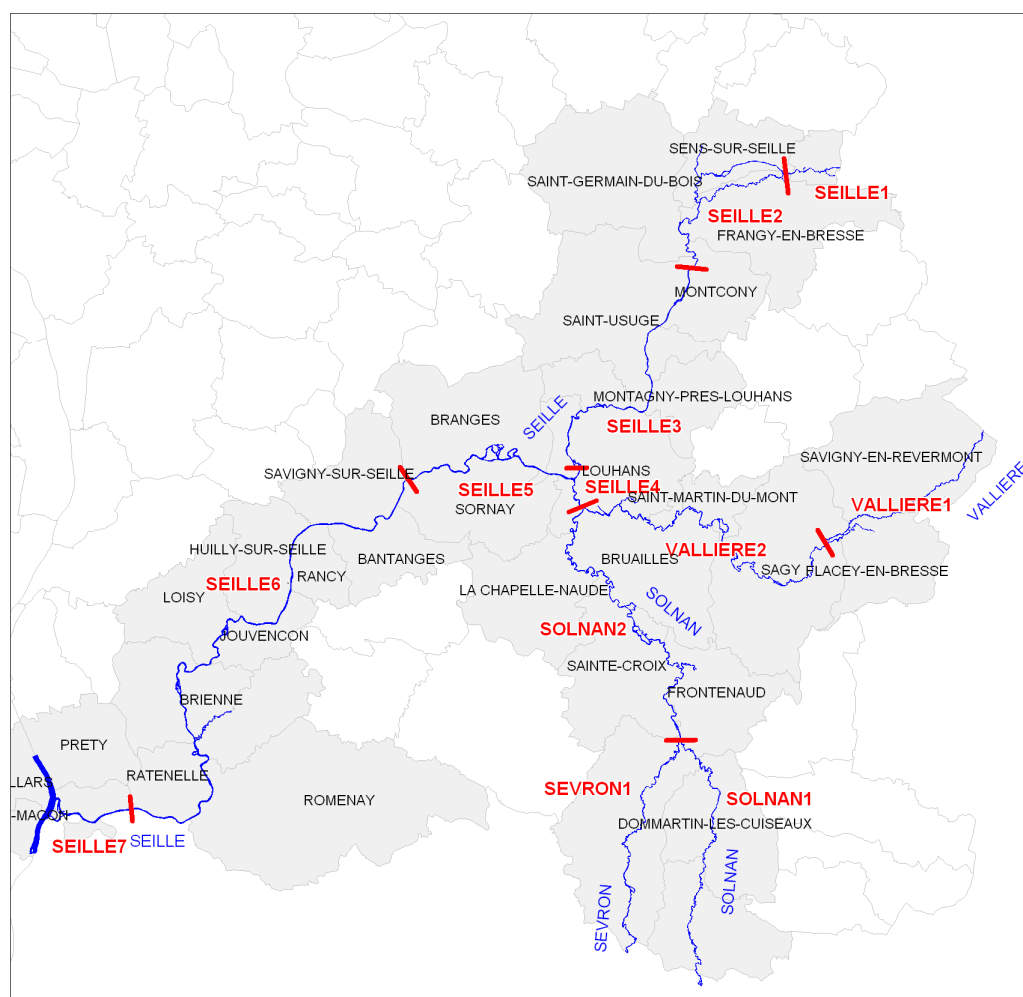 SENS-SUR-SEILLE
SAINT-GERMAIN-DU-BOIS
SEILLE1
SEILLE2
FRANGY-EN-BRESSE
MONTCONY
SAINT-USUGE
MONTAGNY-PRES-LOUHANS
SEILLE
BRANGES
SEILLE3
SAVIGNY-EN-REVERMONT
SAVIGNY-SUR-SEILLE
LOUHANS
SEILLE5
SEILLE4
SAINT-MARTIN-DU-MONT
VALLIERE
VALLIERE1
SORNAY
HUILLY-SUR-SEILLE
VALLIERE2
BANTANGES
BRUAILLES
SAGY
FLACEY-EN-BRESSE
RANCY
SEILLE6
LA CHAPELLE-NAUDE
LOISY
SOLNAN
SOLNAN2
JOUVENCON
SAINTE-CROIX
BRIENNE
FRONTENAUD
PRETY
RATENELLE
LLARS
SEVRON1
ROMENAY
SOLNAN1
-MACON
DOMMARTIN-LES-CUISEAUX
SEILLE7
SEILLE
SOLNAN
SEVRON